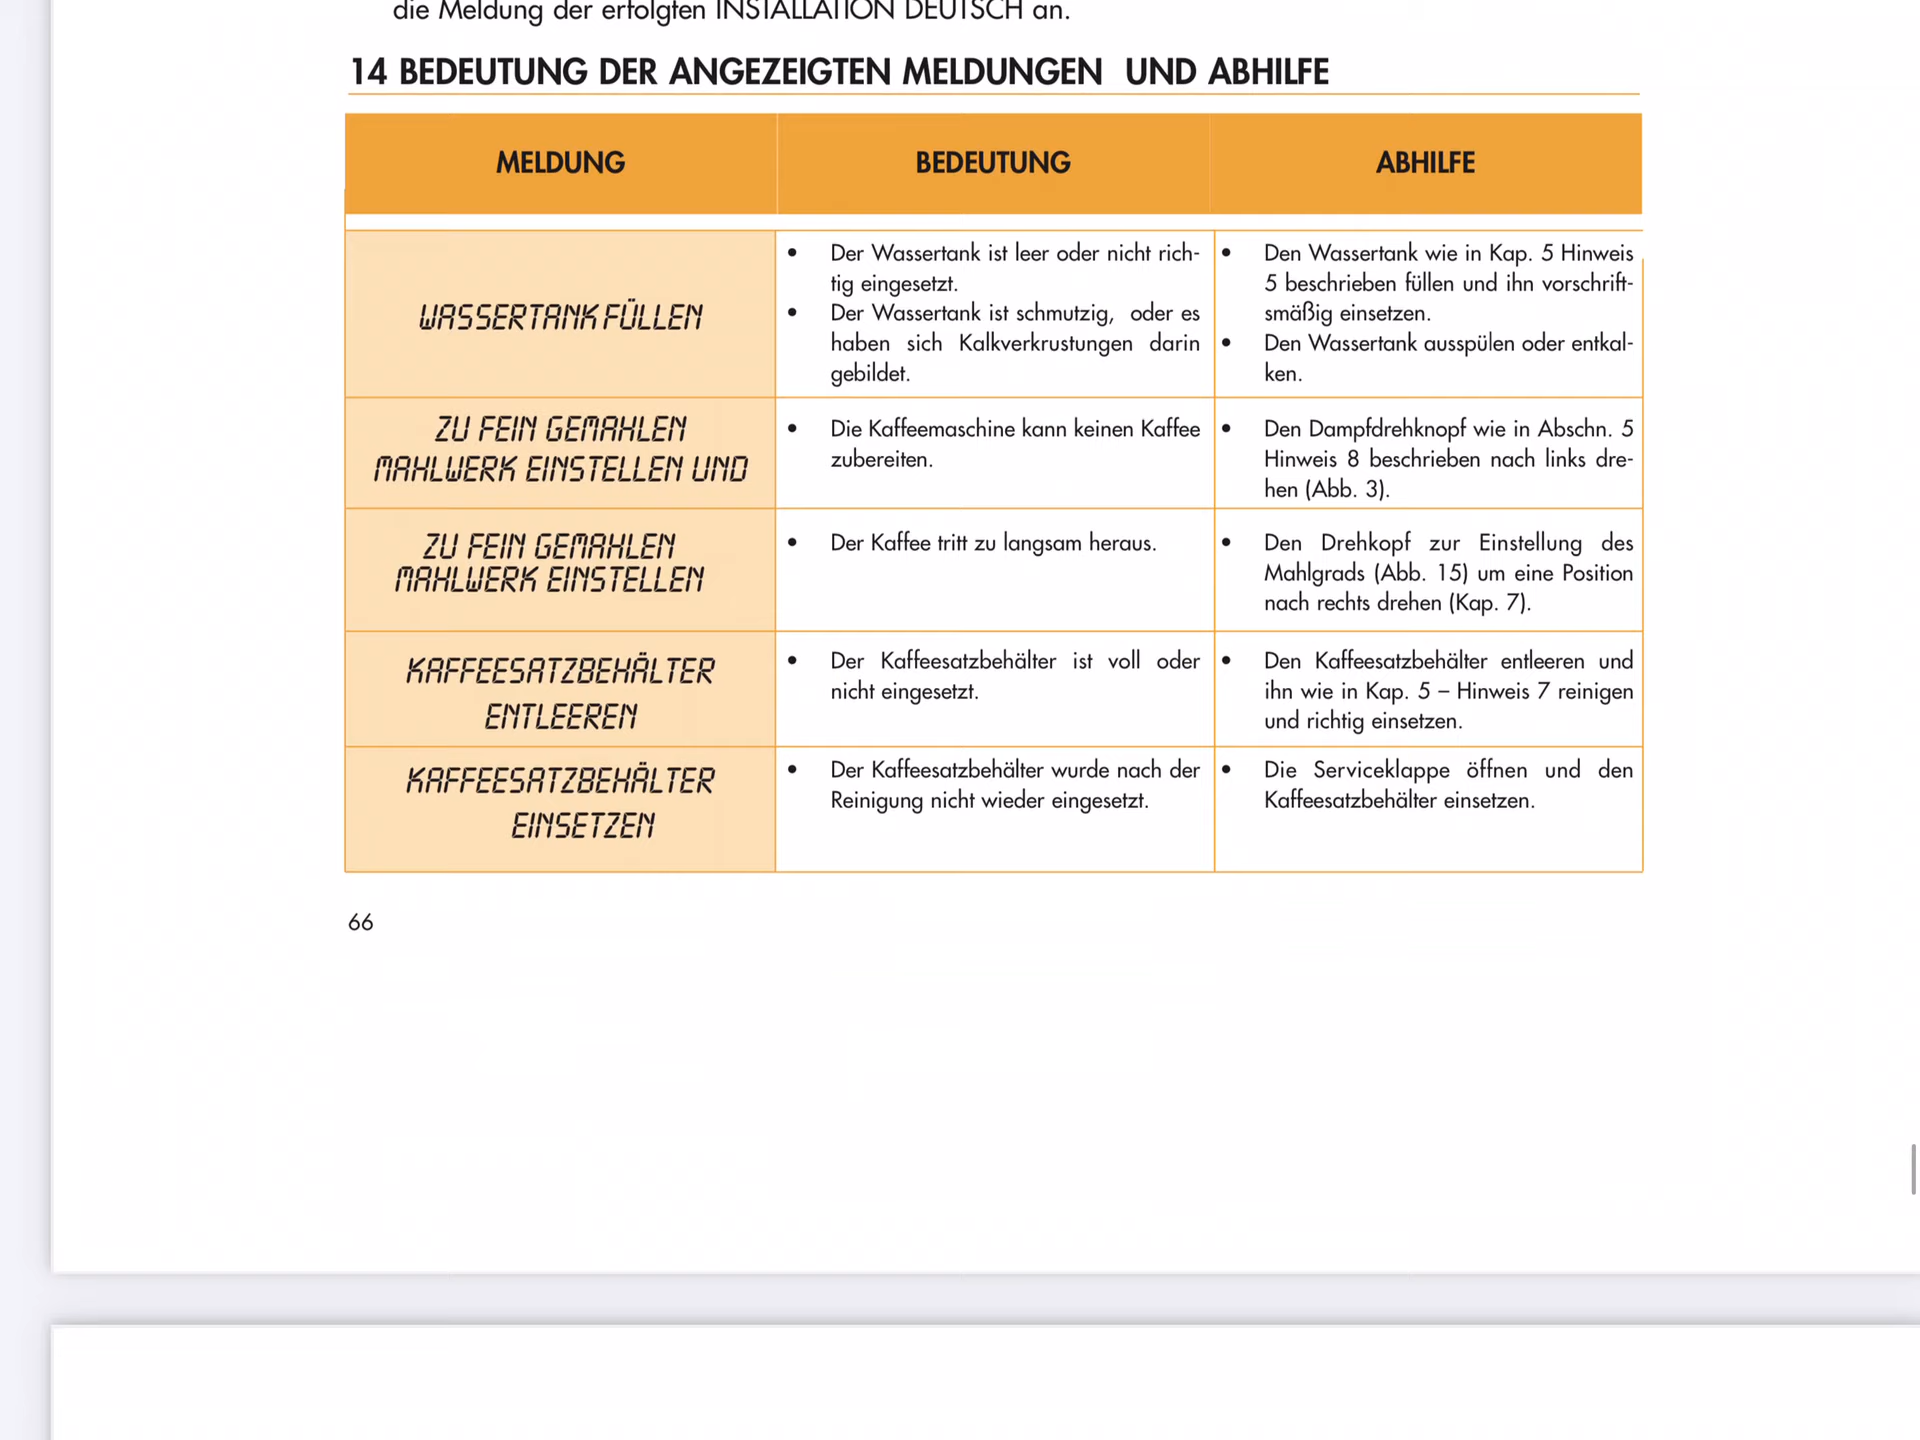 die Meldung der erfolgten INSTALLATION DEUTSCH an.
14 BEDEUTUNG DER ANGEZEIGTEN MELDUNGEN UND ABHILFE
MELDUNG
BEDEUTUNG
ABHILFE
WASSERTANK FÜLLEN
• Der Wassertank ist leer oder nicht rich-
tig eingesetzt.
• Der Wassertank ist schmutzig, oder es
haben sich Kalkverkrustungen darin
gebildet.
• Den Wassertank wie in Kap. 5 Hinweis
5 beschrieben füllen und ihn vorschrift-
smäßig einsetzen.
• Den Wassertank ausspülen oder entkal-
ken.
ZU FEIN GEMAHLEN
MAHLWERK EINSTELLEN UND
• Die Kaffeemaschine kann keinen Kaffee
zubereiten.
• Den Dampfdrehknopf wie in Abschn. 5
Hinweis 8 beschrieben nach links dre-
hen (Abb. 3).
ZU FEIN GEMAHLEN
MAHLWERK EINSTELLEN
• Der Kaffee tritt zu langsam heraus.
• Den Drehkopf zur Einstellung des
Mahlgrads (Abb. 15) um eine Position
nach rechts drehen (Kap. 7).
KAFFEESATZBEHÄLTER
ENTLEEREN
• Der Kaffeesatzbehälter ist voll oder
nicht eingesetzt.
• Den Kaffeesatzbehälter entleeren und
ihn wie in Kap. 5 – Hinweis 7 reinigen
und richtig einsetzen.
KAFFEESATZBEHÄLTER
EINSETZEN
• Der Kaffeesatzbehälter wurde nach der
Reinigung nicht wieder eingesetzt.
• Die Serviceklappe öffnen und den
Kaffeesatzbehälter einsetzen.
66